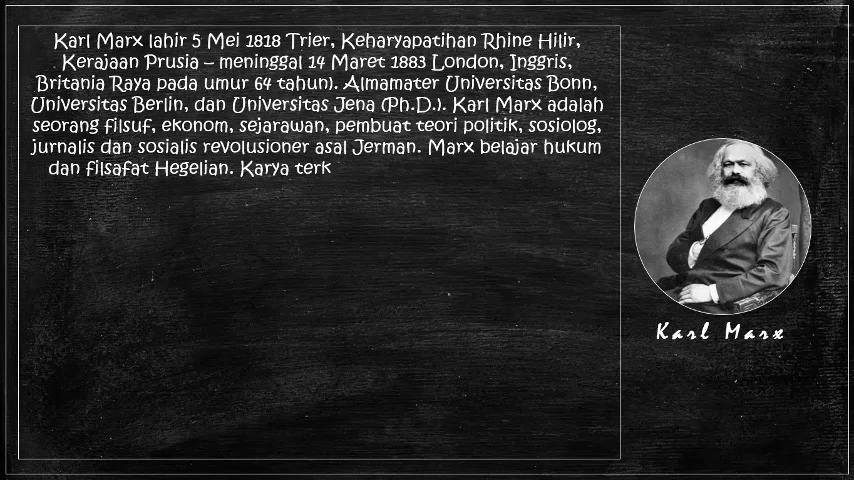 Karl Marx lahir 5 Mei 1818 Trier, Keharyapatihan Rhine Hilir,
Kerajaan Prusia – meninggal 14 Maret 1883 London, Inggris,
Britania Raya pada umur 64 tahun). Almamater Universitas Bonn,
Universitas Berlin, dan Universitas Jena (Ph.D.). Karl Marx adalah
seorang filsuf, ekonom, sejarawan, pembuat teori politik, sosiolog,
jurnalis dan sosialis revolusioner asal Jerman. Marx belajar hukum
dan filsafat Hegelian. Karya terk
Karl Marx